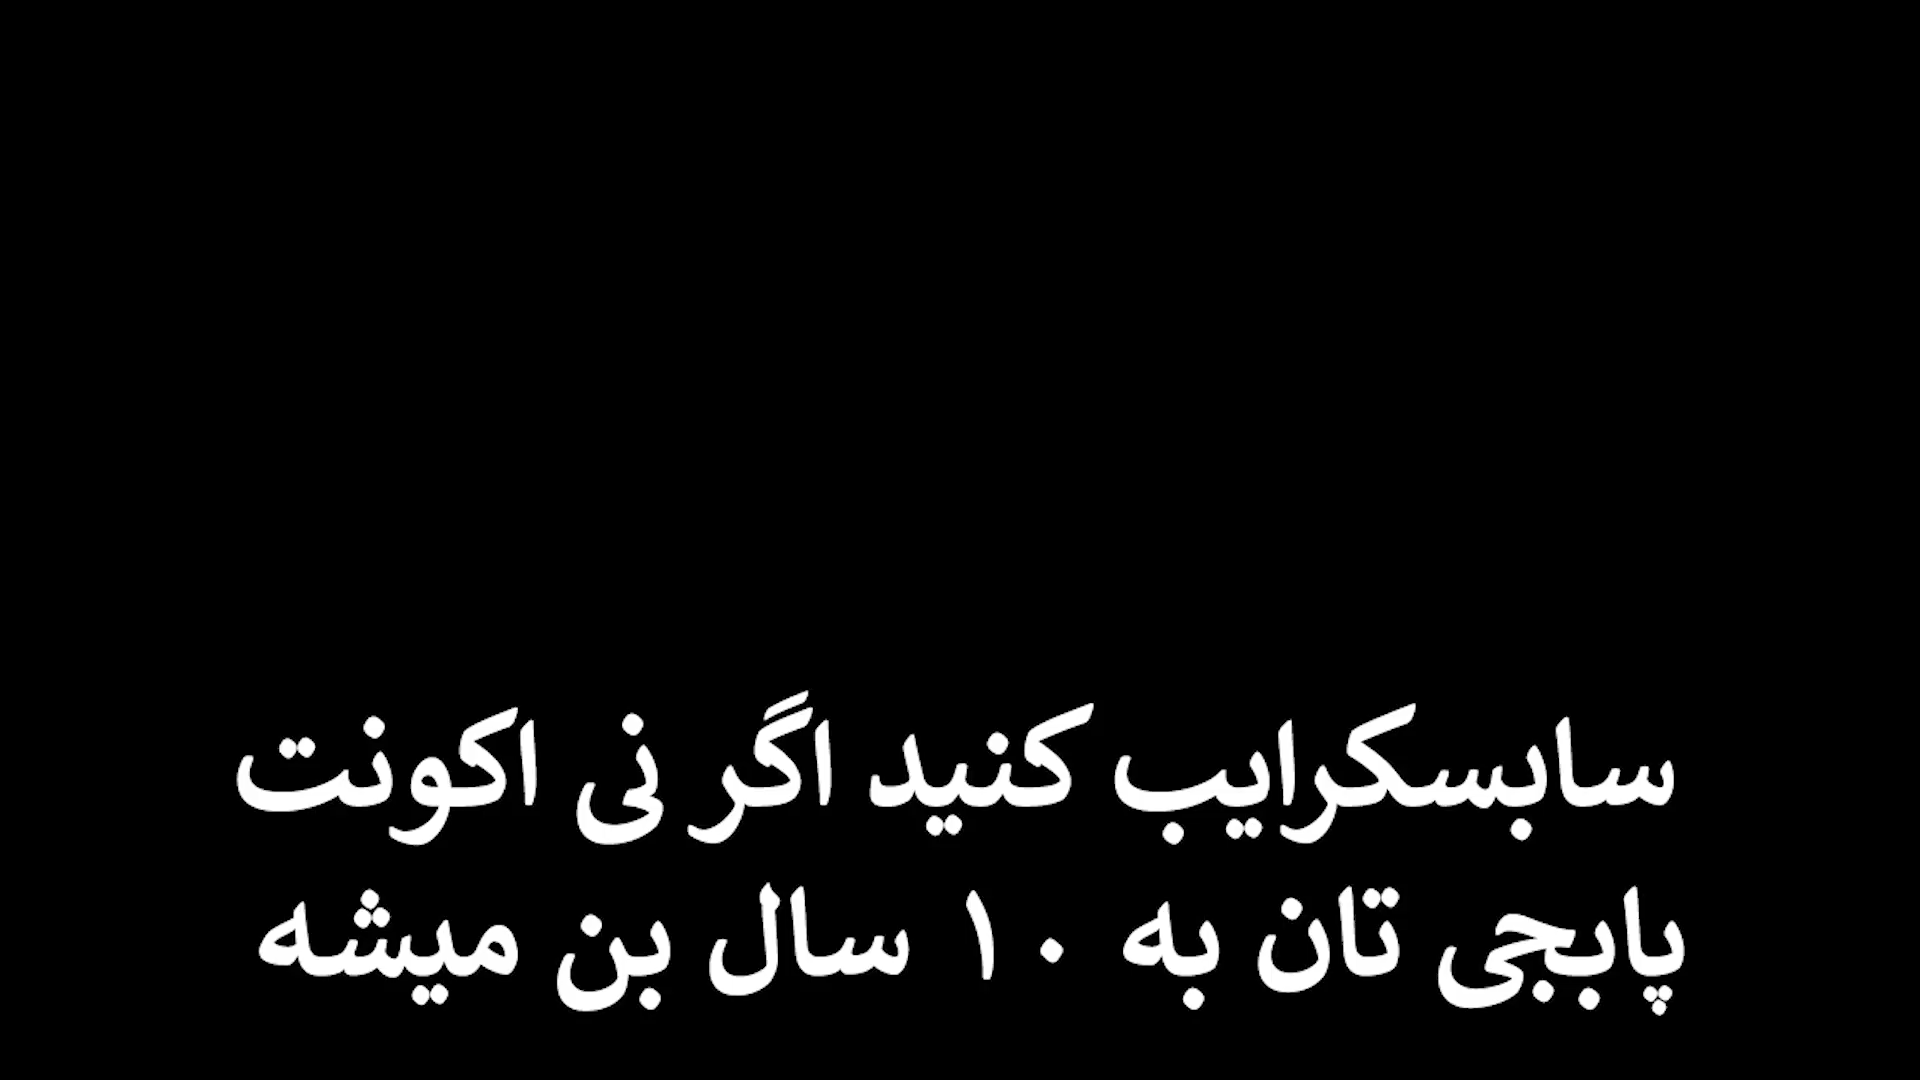 سابسکرایب کنید اگر نی اکونت
پابجی تان به ۱۰ سال بن میشه